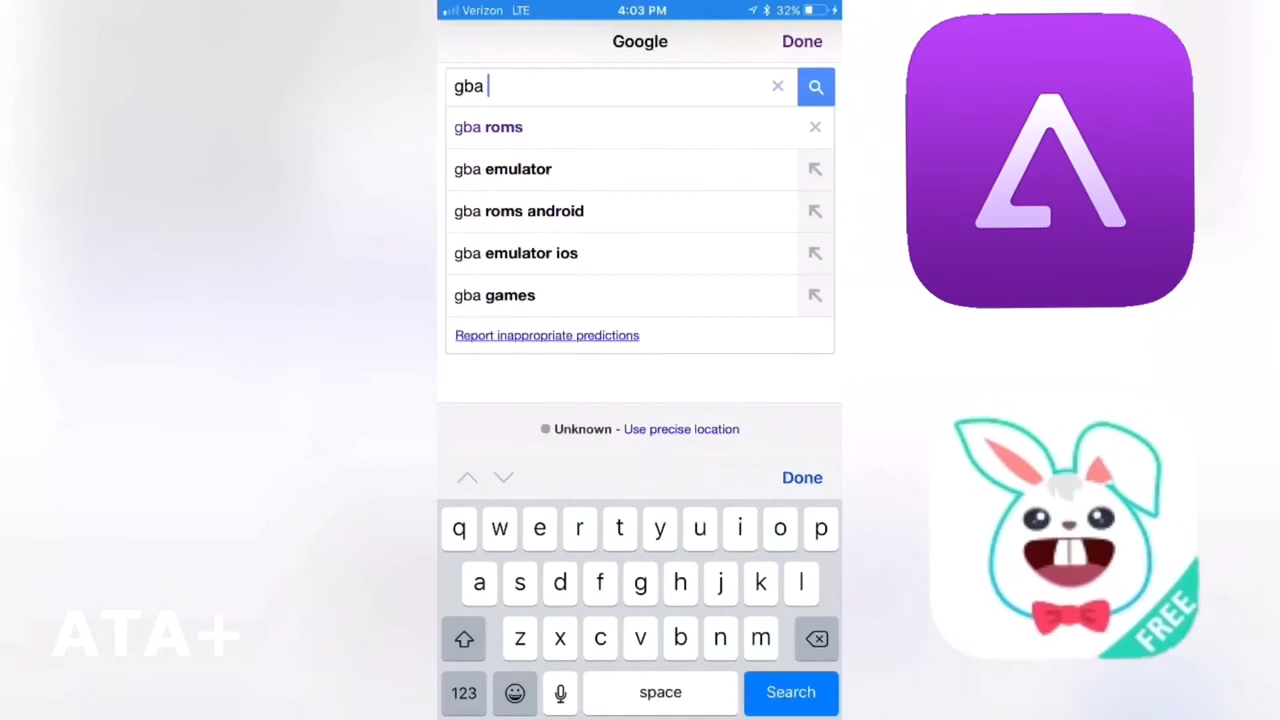 Verizon LTE 4:03 PM 32%
Google Done
gba
gba roms
gba emulator
gba roms android
gba emulator ios
gba games
Report inappropriate predictions
Unknown - Use precise location
Done
q w e r t y u i o p
a s d f g h j k l
z x c v b n m
123 space Search
ATA+
FREE